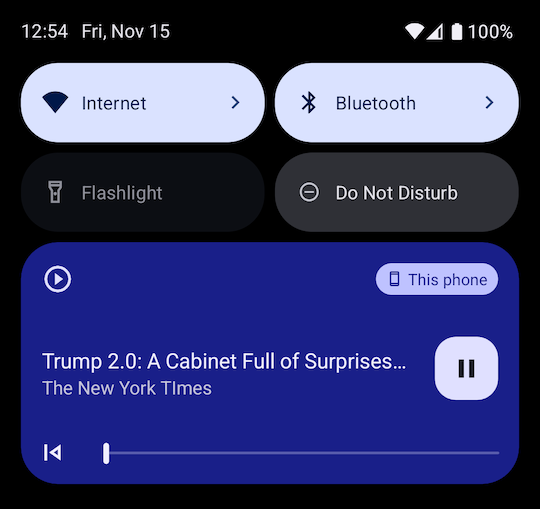 12:54 Fri, Nov 15 100%
Internet
Bluetooth
Flashlight
Do Not Disturb
This phone
Trump 2.0: A Cabinet Full of Surprises...
The New York TImes